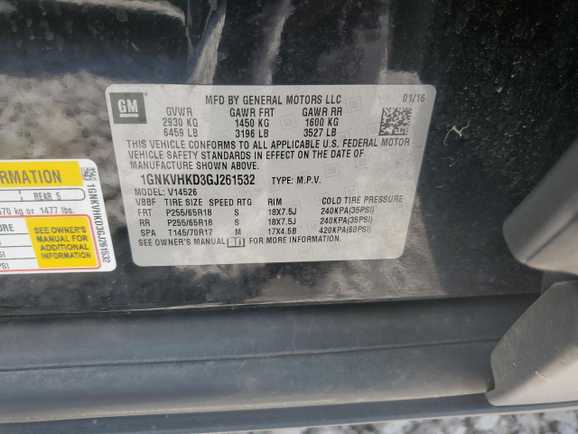 GM
MFD BY GENERAL MOTORS LLC 01/16
GVWR GAWR FRT GAWR RR
2930 KG 1450 KG 1600 KG
6459 LB 3196 LB 3527 LB
THIS VEHICLE CONFORMS TO ALL APPLICABLE U.S. FEDERAL MOTOR
VEHICLE SAFETY STANDARDS IN EFFECT ON THE DATE OF
MANUFACTURE SHOWN ABOVE.
1GNKVHKD3GJ261532 TYPE: M.P.V.
V14526
VBBF TIRE SIZE SPEED RTG RIM COLD TIRE PRESSURE
FRT P255/65R18 S 18X7.5J 240KPA(35PSI)
RR P255/65R18 S 18X7.5J 240KPA(35PSI)
SPA T145/70R17 M 17X4.5B 420KPA(60PSI)
SEE OWNER'S MANUAL FOR MORE INFORMATION.
ORMATION
REAR 5
670 kg or 1477 lbs.
SEE OWNER'S
MANUAL FOR
ADDITIONAL
INFORMATION
1GNKVHKD3GJ261532